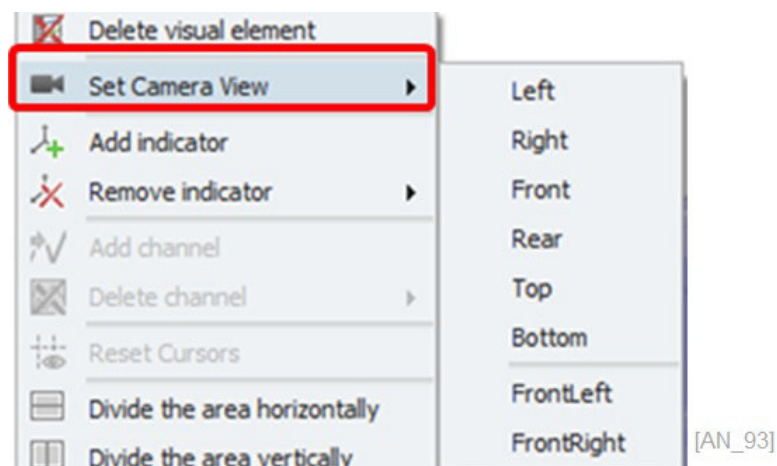 Delete visual element
Set Camera View
Add indicator
Remove indicator
Add channel
Delete channel
Reset Cursors
Divide the area horizontally
Divide the area vertically
Left
Right
Front
Rear
Top
Bottom
FrontLeft
FrontRight
[AN_93]